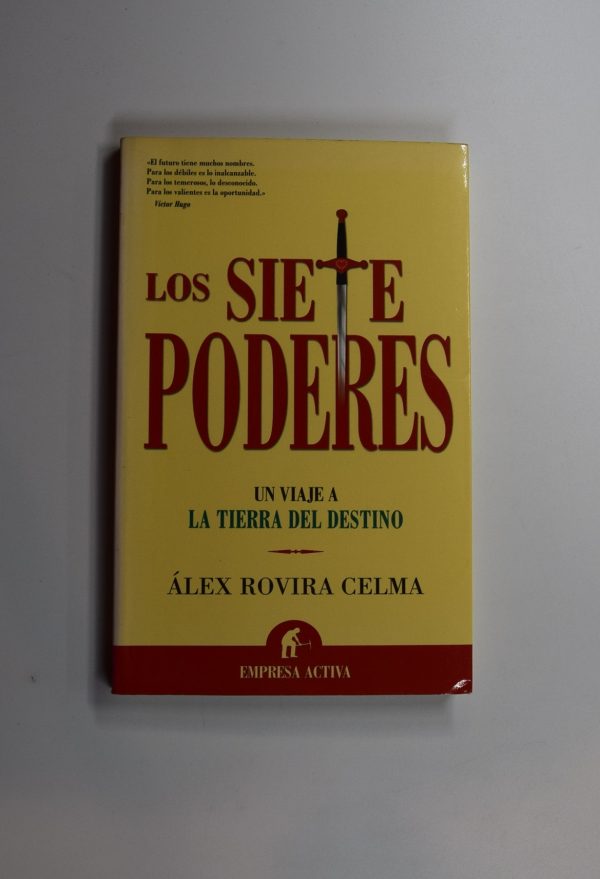 «El futuro tiene muchos nombres.
Para los débiles es lo inalcanzable.
Para los temerosos, lo desconocido.
Para los valientes es la oportunidad.»
Víctor Hugo
LOS SIETE
PODERES
UN VIAJE A
LA TIERRA DEL DESTINO
ÁLEX ROVIRA CELMA
EMPRESA ACTIVA